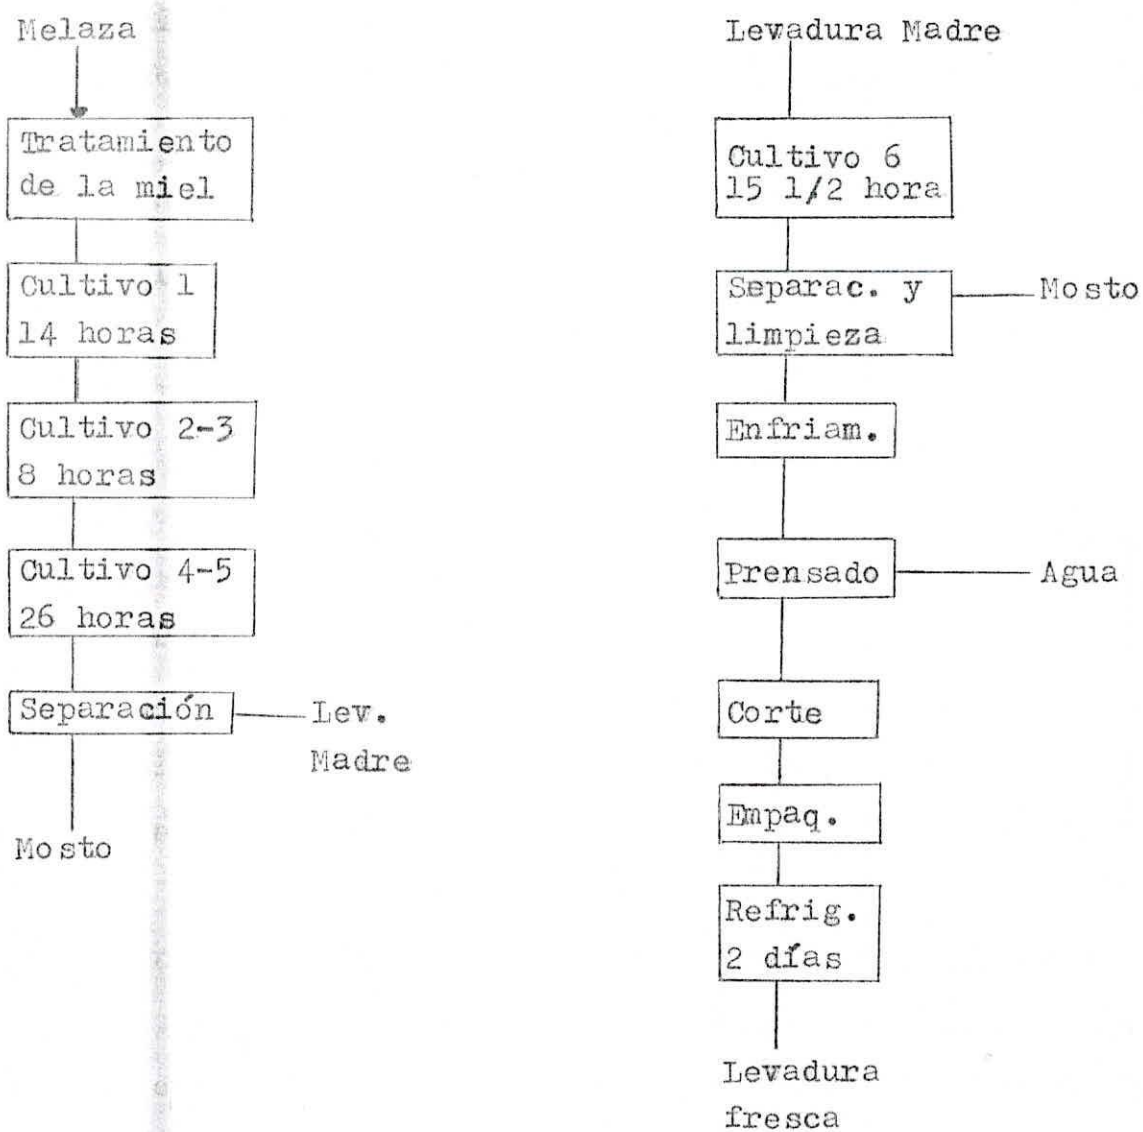 Melaza
Tratamiento
de la miel
Cultivo 1
14 horas
Cultivo 2-3
8 horas
Cultivo 4-5
26 horas
Separación
Lev.
Madre
Mosto
Levadura Madre
Cultivo 6
15 1/2 hora
Separac. y
limpieza
Mosto
Enfriam.
Prensado
Agua
Corte
Empaq.
Refrig.
2 días
Levadura
fresca